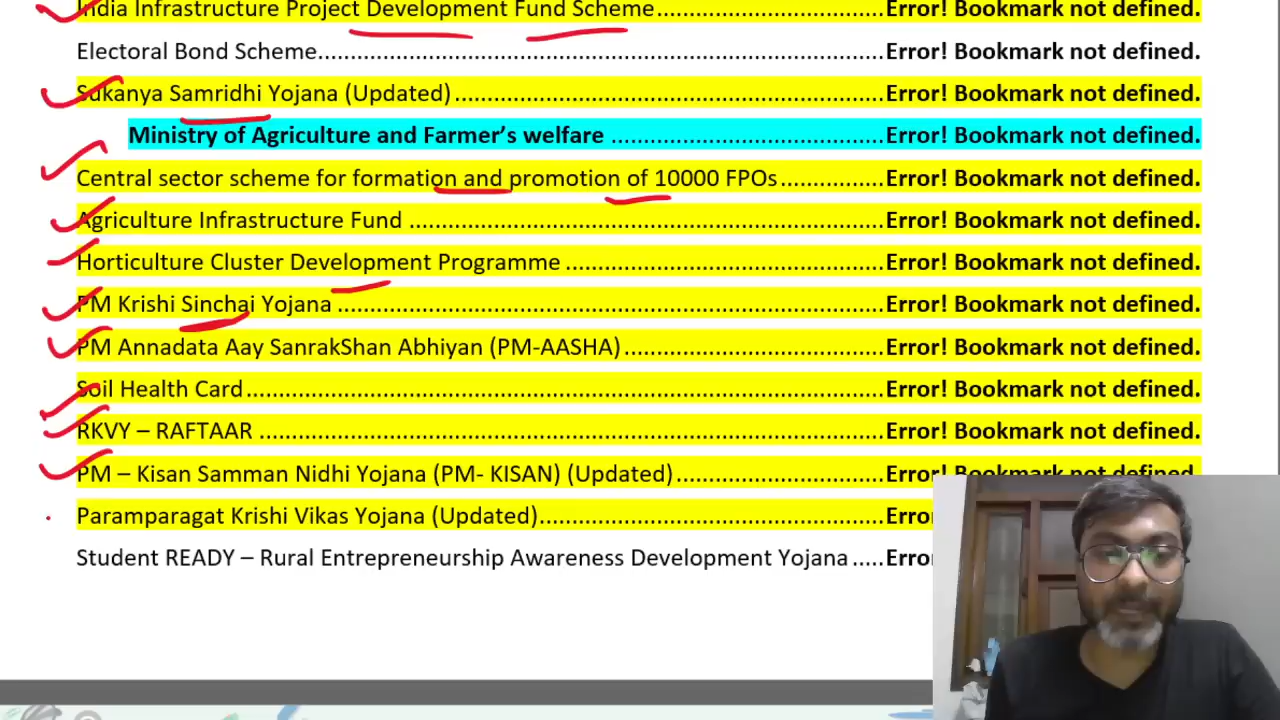 India Infrastructure Project Development Fund Scheme.................................... Error! Bookmark not defined.
Electoral Bond Scheme.................................................................................. Error! Bookmark not defined.
Sukanya Samridhi Yojana (Updated) ................................................................ Error! Bookmark not defined.
Ministry of Agriculture and Farmer’s welfare ......................................... Error! Bookmark not defined.
Central sector scheme for formation and promotion of 10000 FPOs................ Error! Bookmark not defined.
Agriculture Infrastructure Fund ...................................................................... Error! Bookmark not defined.
Horticulture Cluster Development Programme ................................................ Error! Bookmark not defined.
PM Krishi Sinchai Yojana ................................................................................ Error! Bookmark not defined.
PM Annadata Aay SanrakShan Abhiyan (PM-AASHA)....................................... Error! Bookmark not defined.
Soil Health Card............................................................................................. Error! Bookmark not defined.
RKVY – RAFTAAR ........................................................................................... Error! Bookmark not defined.
PM – Kisan Samman Nidhi Yojana (PM- KISAN) (Updated)................................ Error! Bookmark not defined.
Paramparagat Krishi Vikas Yojana (Updated)................................................... Erro
Student READY – Rural Entrepreneurship Awareness Development Yojana ..... Error